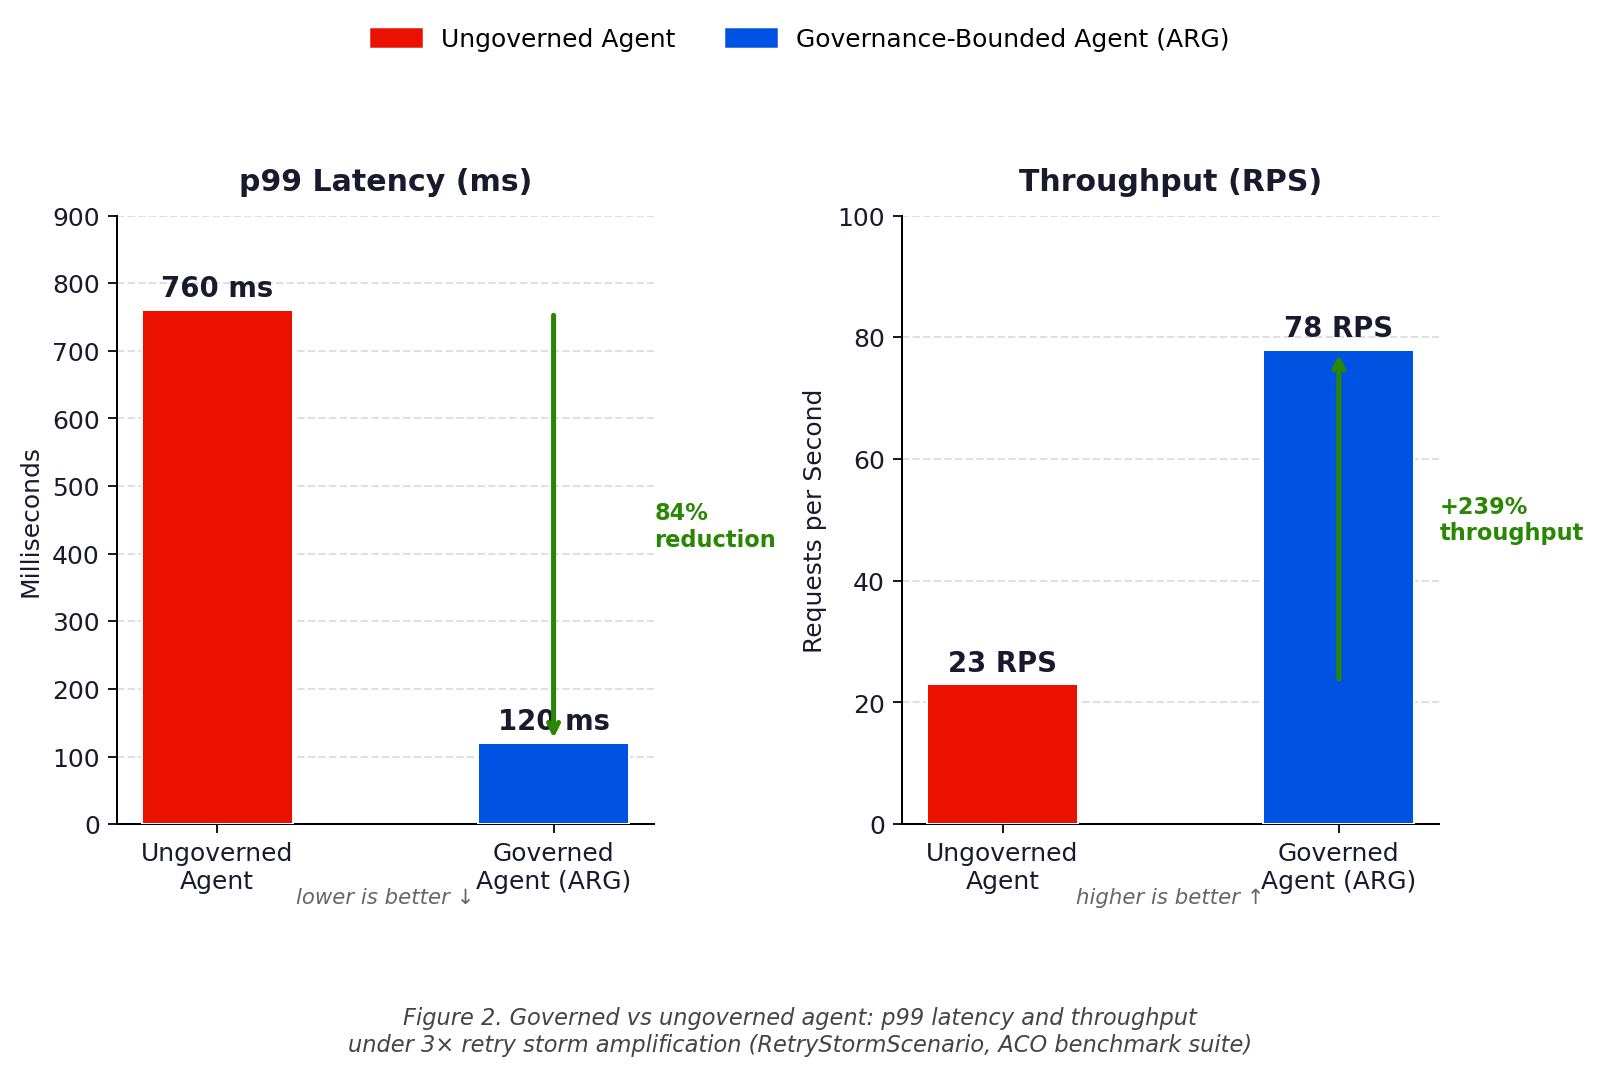 Ungoverned Agent
Governance-Bounded Agent (ARG)
p99 Latency (ms)
900
800
700
600
500
400
300
200
100
0
Milliseconds
760 ms
120 ms
84%
reduction
Ungoverned
Agent
Governed
Agent (ARG)
lower is better ↓
Throughput (RPS)
100
80
60
40
20
0
Requests per Second
23 RPS
78 RPS
+239%
throughput
Ungoverned
Agent
Governed
Agent (ARG)
higher is better ↑
Figure 2. Governed vs ungoverned agent: p99 latency and throughput
under 3× retry storm amplification (RetryStormScenario, ACO benchmark suite)